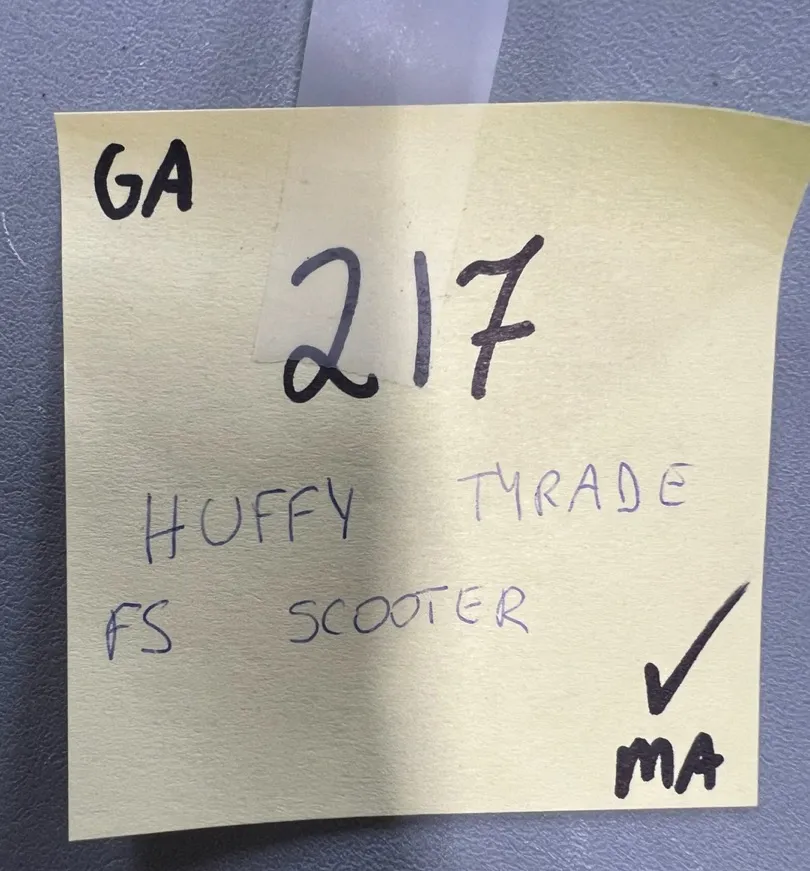 GA
217
HUFFY TYRADE
FS SCOOTER
✓
MA